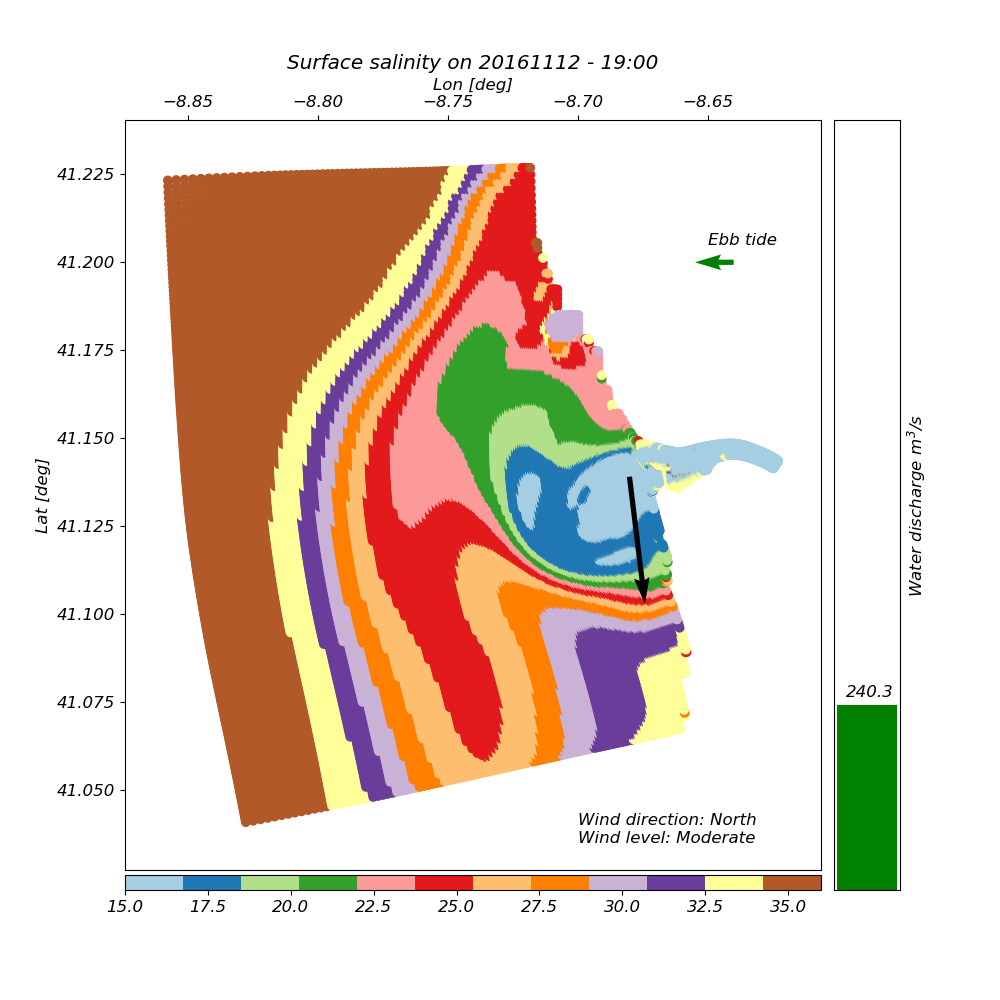 Surface salinity on 20161112 - 19:00
Lon [deg]
−8.85 −8.80 −8.75 −8.70 −8.65
41.225
41.200
41.175
41.150
41.125
41.100
41.075
41.050
Lat [deg]
Ebb tide
Wind direction: North
Wind level: Moderate
15.0 17.5 20.0 22.5 25.0 27.5 30.0 32.5 35.0
240.3
Water discharge m³/s